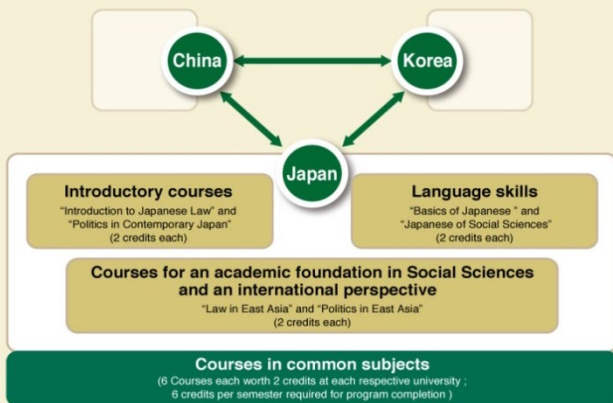 China
Korea
Japan
Introductory courses
“Introduction to Japanese Law” and
“Politics in Contemporary Japan”
(2 credits each)
Language skills
“Basics of Japanese ” and
“Japanese of Social Sciences”
(2 credits each)
Courses for an academic foundation in Social Sciences
and an international perspective
“Law in East Asia” and “Politics in East Asia”
(2 credits each)
Courses in common subjects
(6 Courses each worth 2 credits at each respective university ;
6 credits per semester required for program completion )